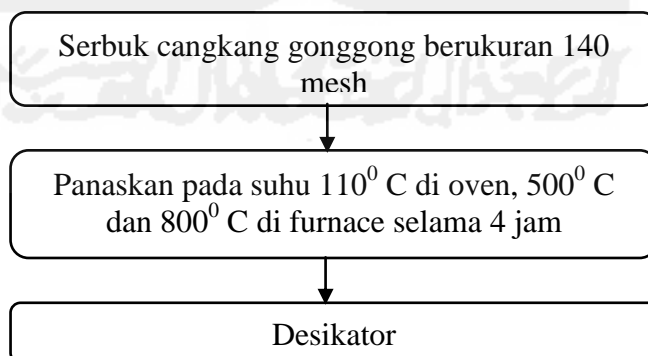 Serbuk cangkang gonggong berukuran 140
mesh
Panaskan pada suhu 110⁰ C di oven, 500⁰ C
dan 800⁰ C di furnace selama 4 jam
Desikator